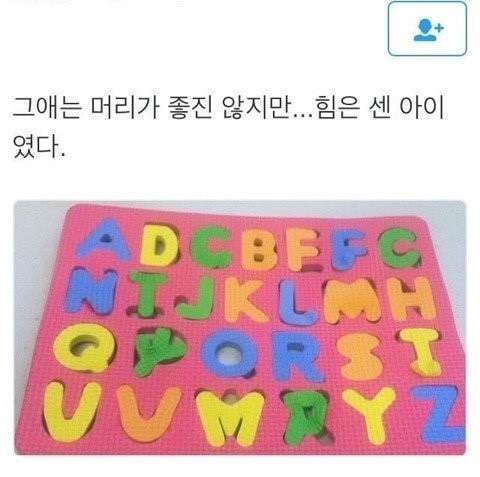 그애는 머리가 좋진 않지만...힘은 센 아이
였다.
A D C B F F C
N T J K L M H
Q Y O R S I
U U M A Y Z